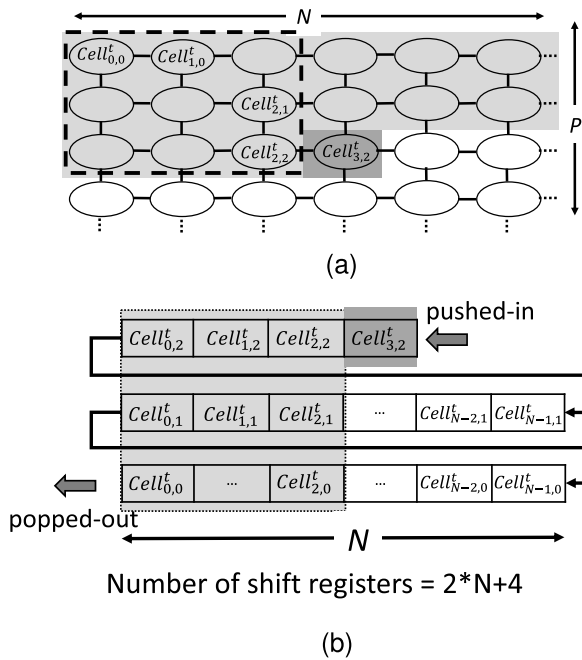 N
Cell^t_{0,0} Cell^t_{1,0}
Cell^t_{2,1}
P
Cell^t_{2,2} Cell^t_{3,2}
(a)
pushed-in
Cell^t_{0,2} Cell^t_{1,2} Cell^t_{2,2} Cell^t_{3,2}
Cell^t_{0,1} Cell^t_{1,1} Cell^t_{2,1} ... Cell^t_{N-2,1} Cell^t_{N-1,1}
Cell^t_{0,0} ... Cell^t_{2,0} ... Cell^t_{N-2,0} Cell^t_{N-1,0}
popped-out
N
Number of shift registers = 2*N+4
(b)